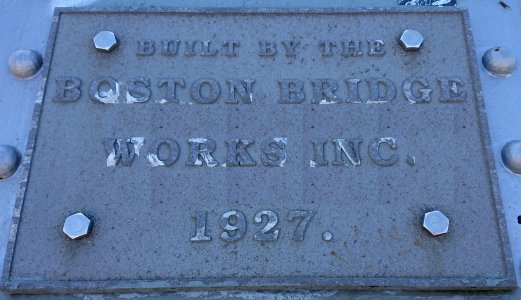 BUILT BY THE
BOSTON BRIDGE
WORKS INC.
1927.